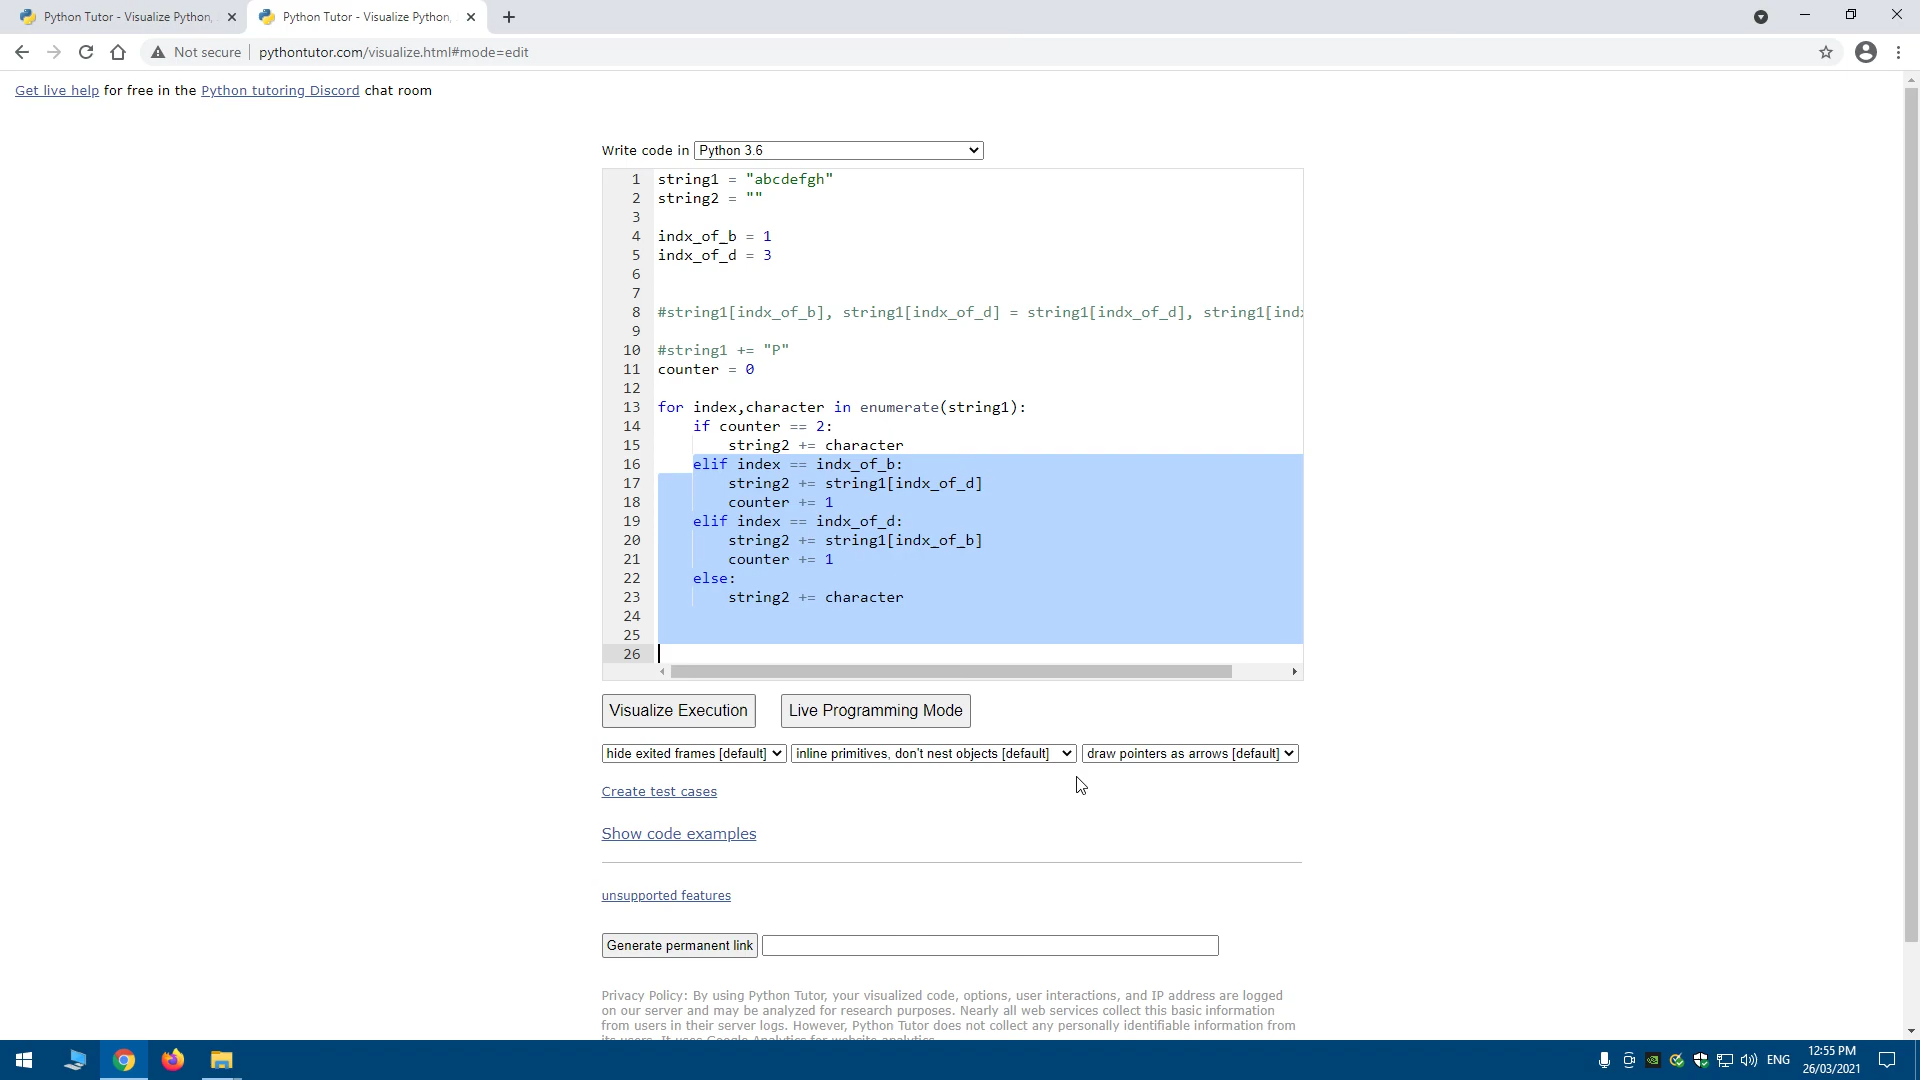 Python Tutor - Visualize Python,
Python Tutor - Visualize Python,
Not secure
pythontutor.com/visualize.html#mode=edit
Get live help for free in the Python tutoring Discord chat room
Write code in Python 3.6
1 string1 = "abcdefgh"
2 string2 = ""
3
4 indx_of_b = 1
5 indx_of_d = 3
6
7
8 #string1[indx_of_b], string1[indx_of_d] = string1[indx_of_d], string1[ind
9
10 #string1 += "P"
11 counter = 0
12
13 for index,character in enumerate(string1):
14 if counter == 2:
15 string2 += character
16 elif index == indx_of_b:
17 string2 += string1[indx_of_d]
18 counter += 1
19 elif index == indx_of_d:
20 string2 += string1[indx_of_b]
21 counter += 1
22 else:
23 string2 += character
24
25
26
Visualize Execution Live Programming Mode
hide exited frames [default] inline primitives, don't nest objects [default] draw pointers as arrows [default]
Create test cases
Show code examples
unsupported features
Generate permanent link
Privacy Policy: By using Python Tutor, your visualized code, options, user interactions, and IP address are logged
on our server and may be analyzed for research purposes. Nearly all web services collect this basic information
from users in their server logs. However, Python Tutor does not collect any personally identifiable information from
its users. It uses Google Analytics for website analytics.
ENG
12:55 PM
26/03/2021